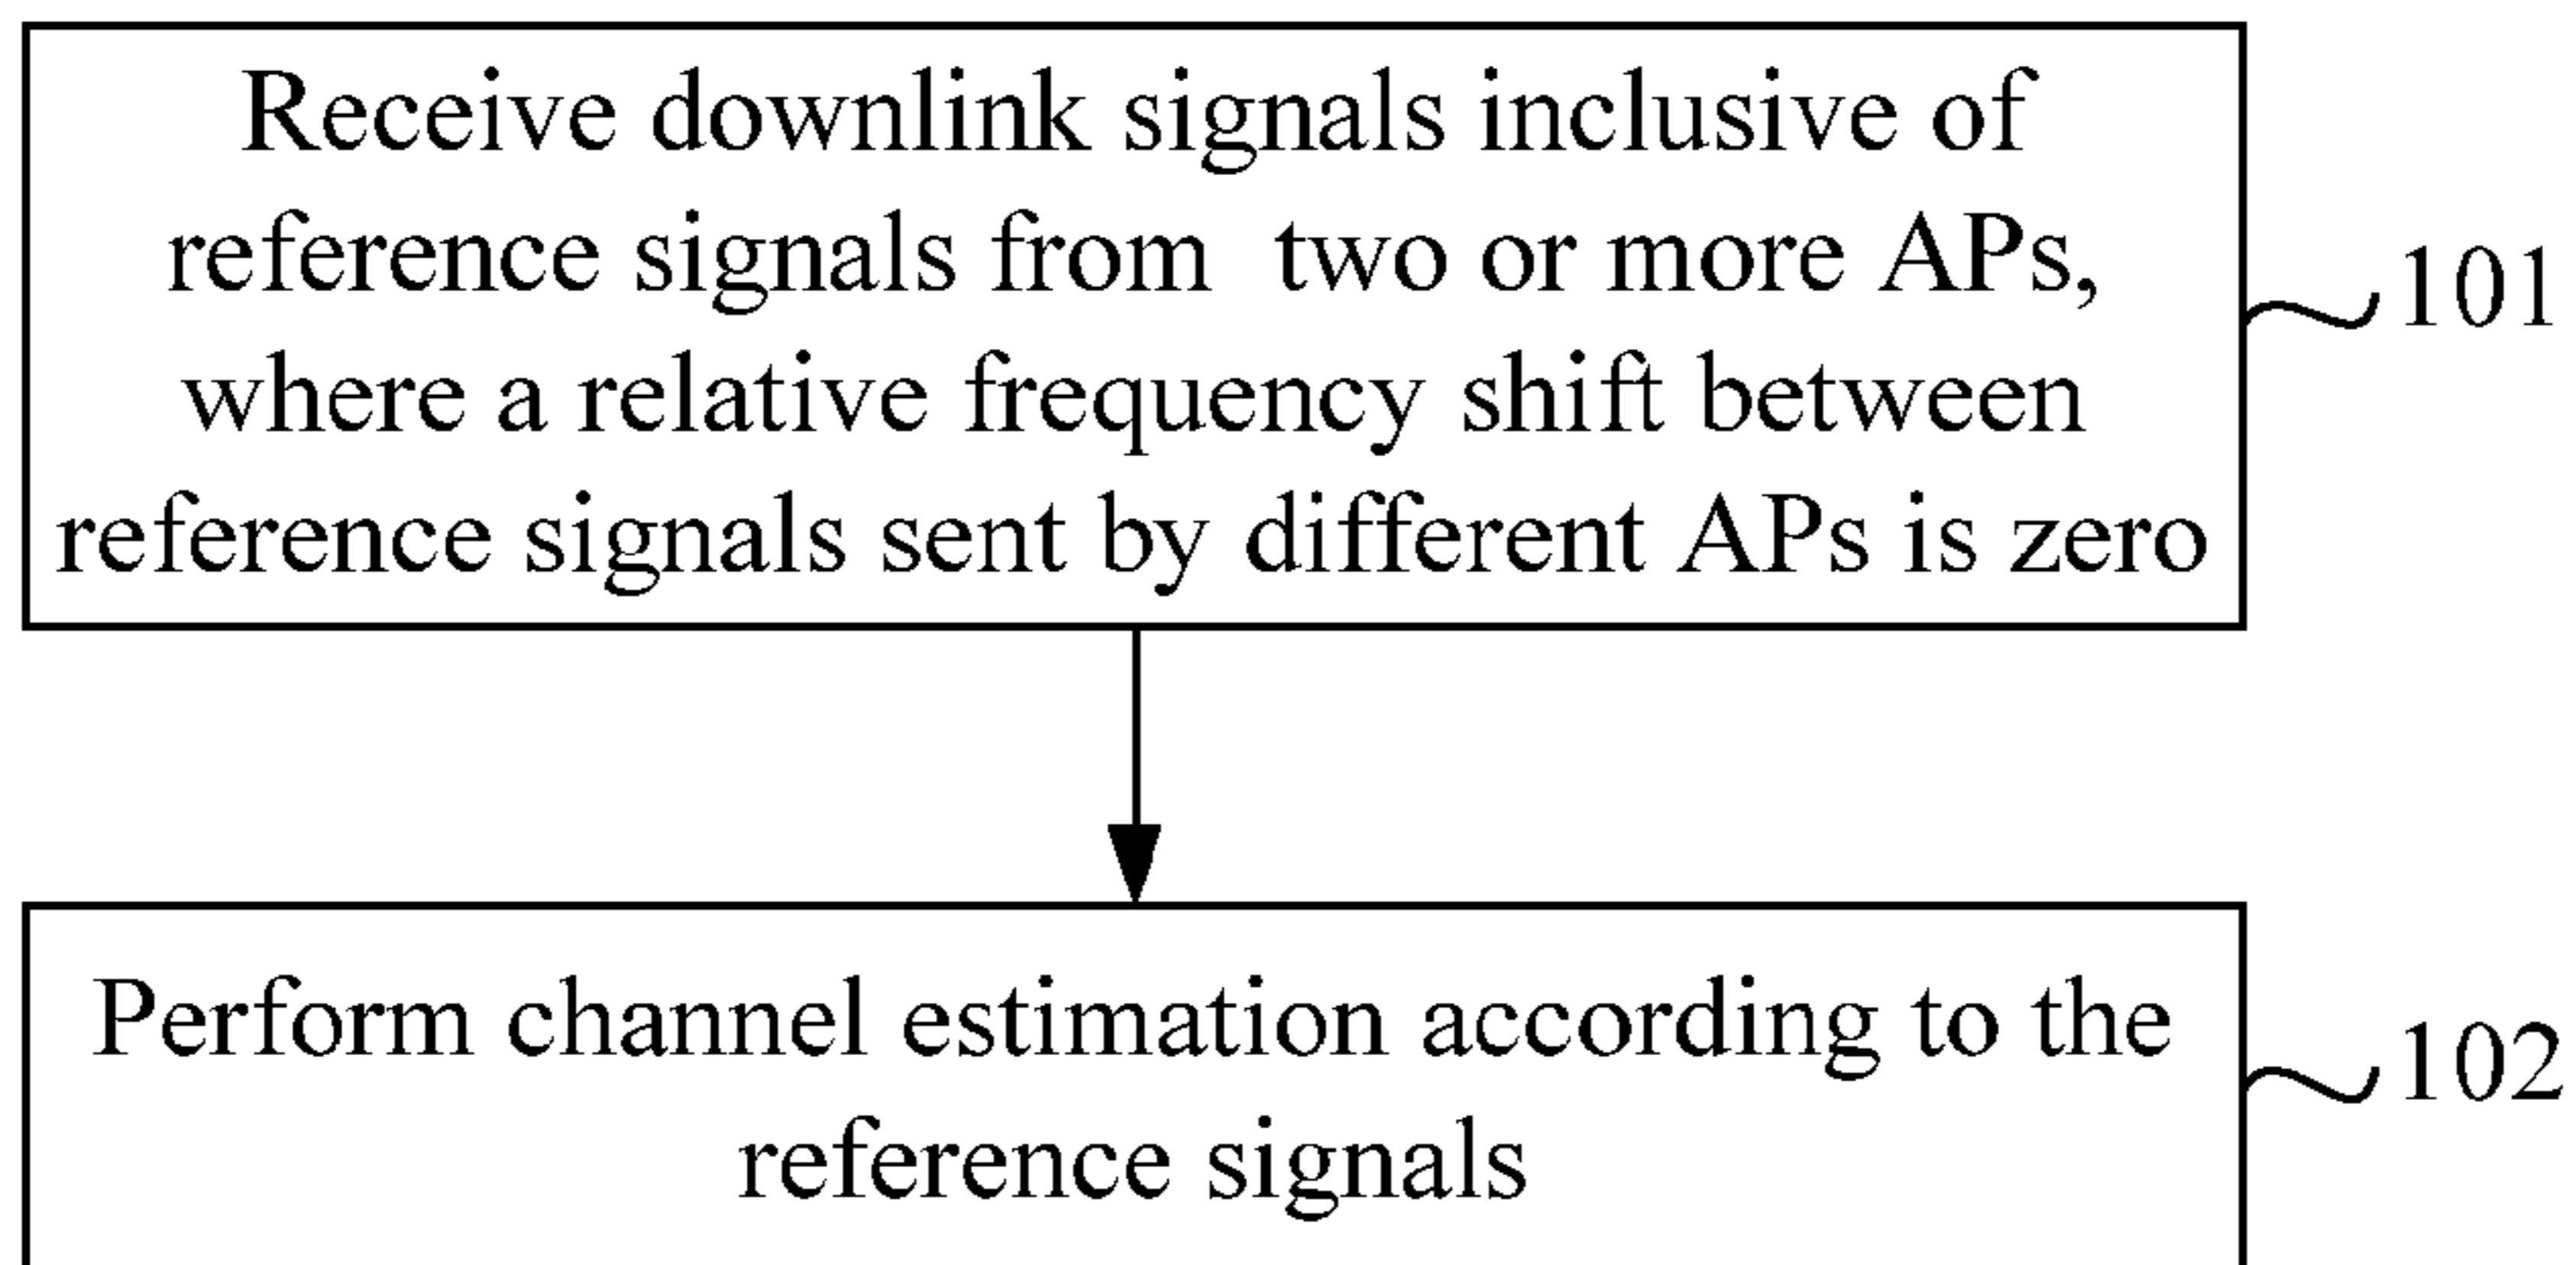 Receive downlink signals inclusive of
reference signals from two or more APs,
where a relative frequency shift between
reference signals sent by different APs is zero
101
Perform channel estimation according to the
reference signals
102